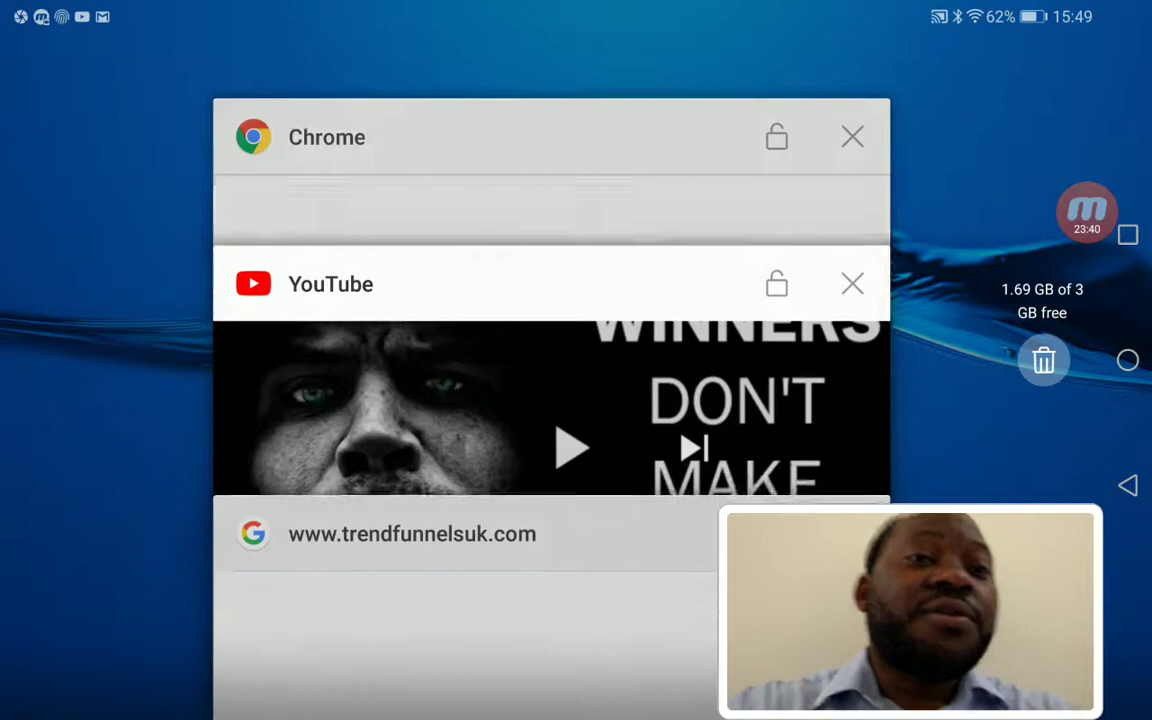 62% 15:49
Chrome
23:40
1.69 GB of 3
GB free
YouTube
WINNERS
DON'T
MAKE
www.trendfunnelsuk.com